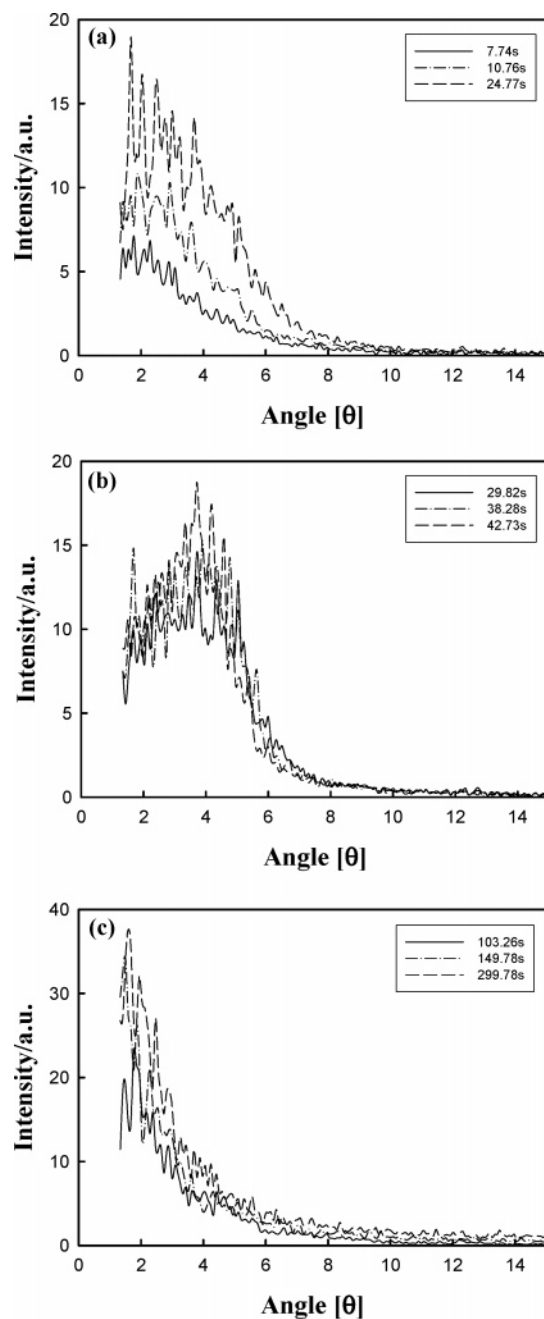 20
(a)
7.74s
10.76s
24.77s
15
10
5
0
Intensity/a.u.
0 2 4 6 8 10 12 14
Angle [θ]
20
(b)
29.82s
38.28s
42.73s
15
10
5
0
Intensity/a.u.
0 2 4 6 8 10 12 14
Angle [θ]
40
(c)
103.26s
149.78s
299.78s
30
20
10
0
Intensity/a.u.
0 2 4 6 8 10 12 14
Angle [θ]